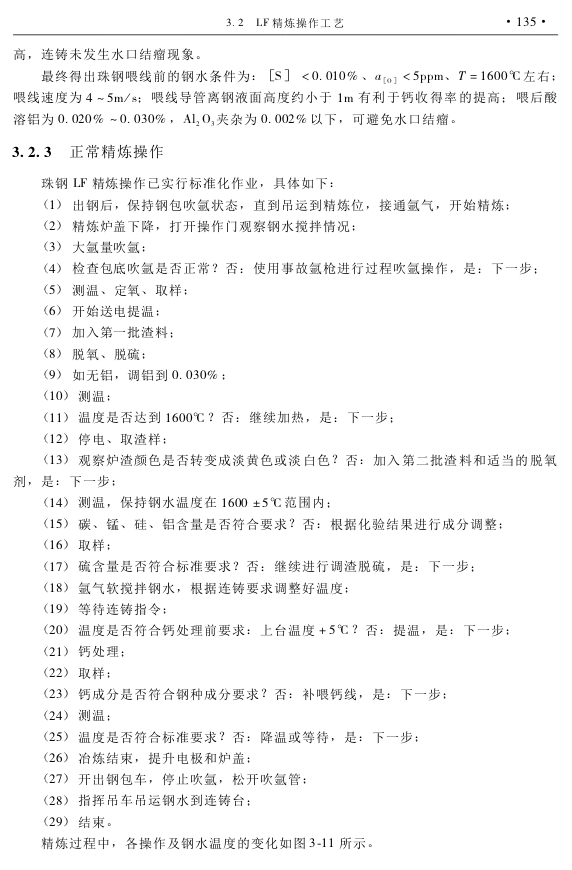 3.2 LF精炼操作工艺 ·135·
高，连铸未发生水口结瘤现象。
最终得出珠钢喂线前的钢水条件为：［S］<0.010%、a[O]<5ppm、T=1600℃左右；
喂线速度为4~5m/s；喂线导管离钢液面高度约小于1m有利于钙收得率的提高；喂后酸
溶铝为0.020%~0.030%，Al2O3夹杂为0.002%以下，可避免水口结瘤。
3.2.3 正常精炼操作
珠钢LF精炼操作已实行标准化作业，具体如下：
（1）出钢后，保持钢包吹氩状态，直到吊运到精炼位，接通氩气，开始精炼；
（2）精炼炉盖下降，打开操作门观察钢水搅拌情况；
（3）大氩量吹氩；
（4）检查包底吹氩是否正常？否：使用事故氩枪进行过程吹氩操作，是：下一步；
（5）测温、定氧、取样；
（6）开始送电提温；
（7）加入第一批渣料；
（8）脱氧、脱硫；
（9）如无铝，调铝到0.030%；
（10）测温；
（11）温度是否达到1600℃？否：继续加热，是：下一步；
（12）停电、取渣样；
（13）观察炉渣颜色是否转变成淡黄色或淡白色？否：加入第二批渣料和适当的脱氧
剂，是：下一步；
（14）测温，保持钢水温度在1600±5℃范围内；
（15）碳、锰、硅、铝含量是否符合要求？否：根据化验结果进行成分调整；
（16）取样；
（17）硫含量是否符合标准要求？否：继续进行调渣脱硫，是：下一步；
（18）氩气软搅拌钢水，根据连铸要求调整好温度；
（19）等待连铸指令；
（20）温度是否符合钙处理前要求：上台温度+5℃？否：提温，是：下一步；
（21）钙处理；
（22）取样；
（23）钙成分是否符合钢种成分要求？否：补喂钙线，是：下一步；
（24）测温；
（25）温度是否符合标准要求？否：降温或等待，是：下一步；
（26）冶炼结束，提升电极和炉盖；
（27）开出钢包车，停止吹氩，松开吹氩管；
（28）指挥吊车吊运钢水到连铸台；
（29）结束。
精炼过程中，各操作及钢水温度的变化如图3-11所示。